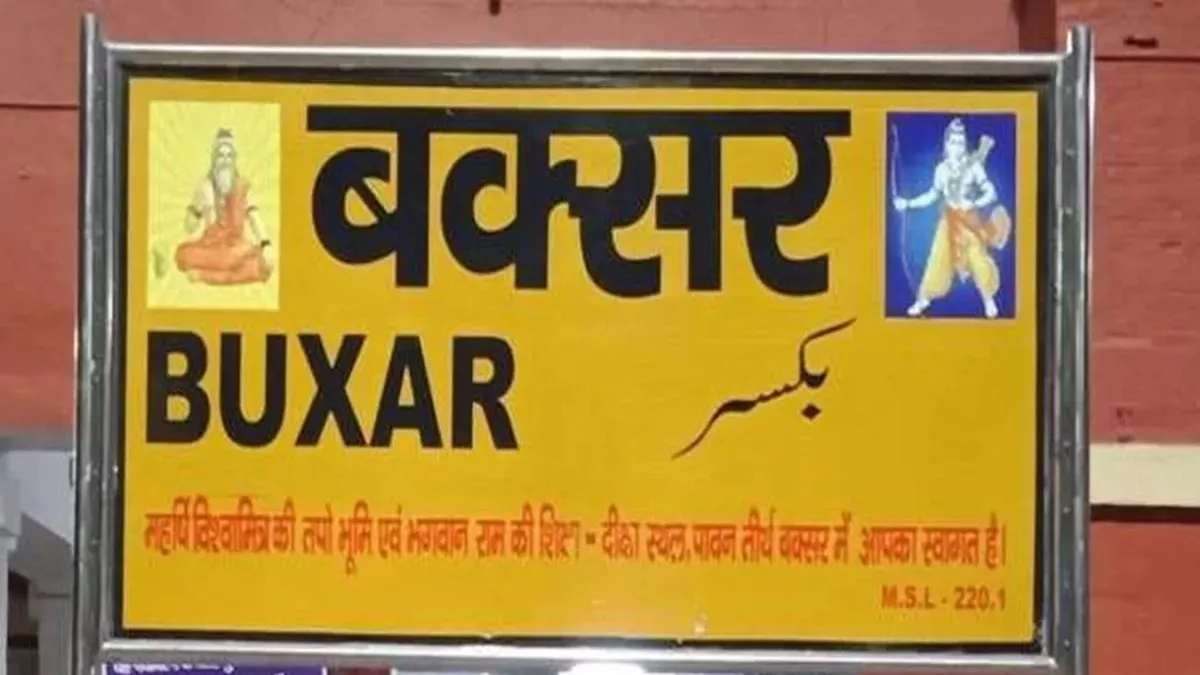 बक्सर
BUXAR
بکسر
महर्षि विश्वामित्र की तपो भूमि एवं भगवान राम की शिक्षा - दीक्षा स्थल, पावन तीर्थ बक्सर में आपका स्वागत है।
M.S.L - 220.1